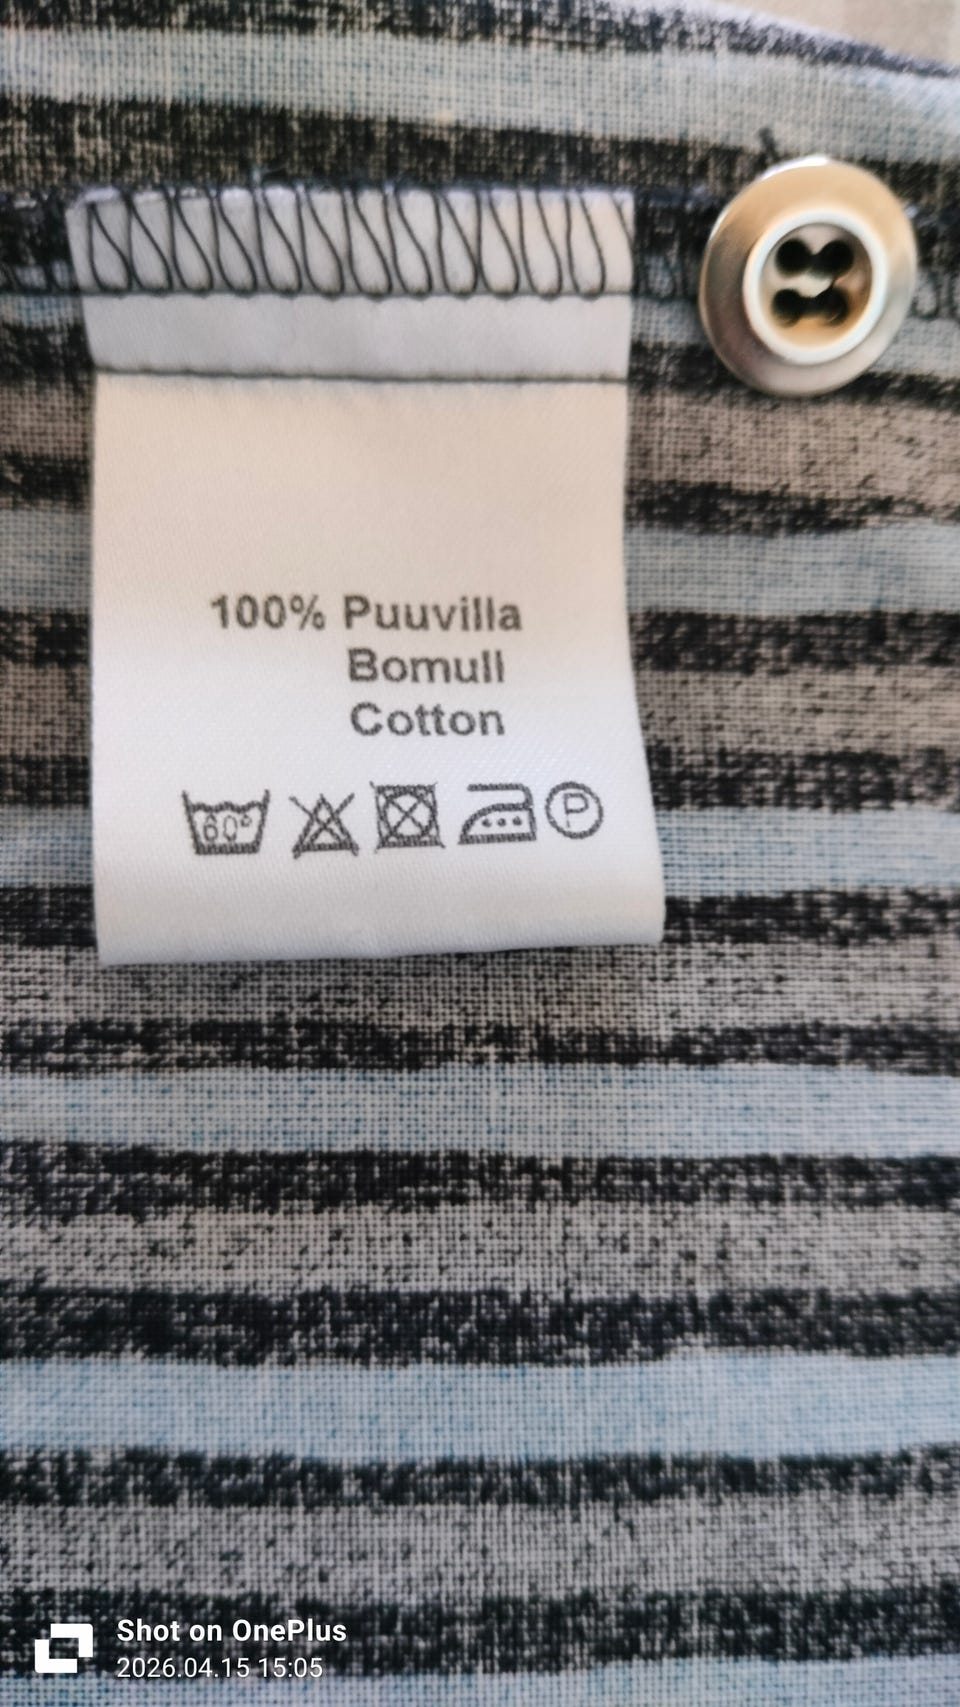 100% Puuvilla
Bomull
Cotton
60°
P
Shot on OnePlus
2026.04.15 15:05